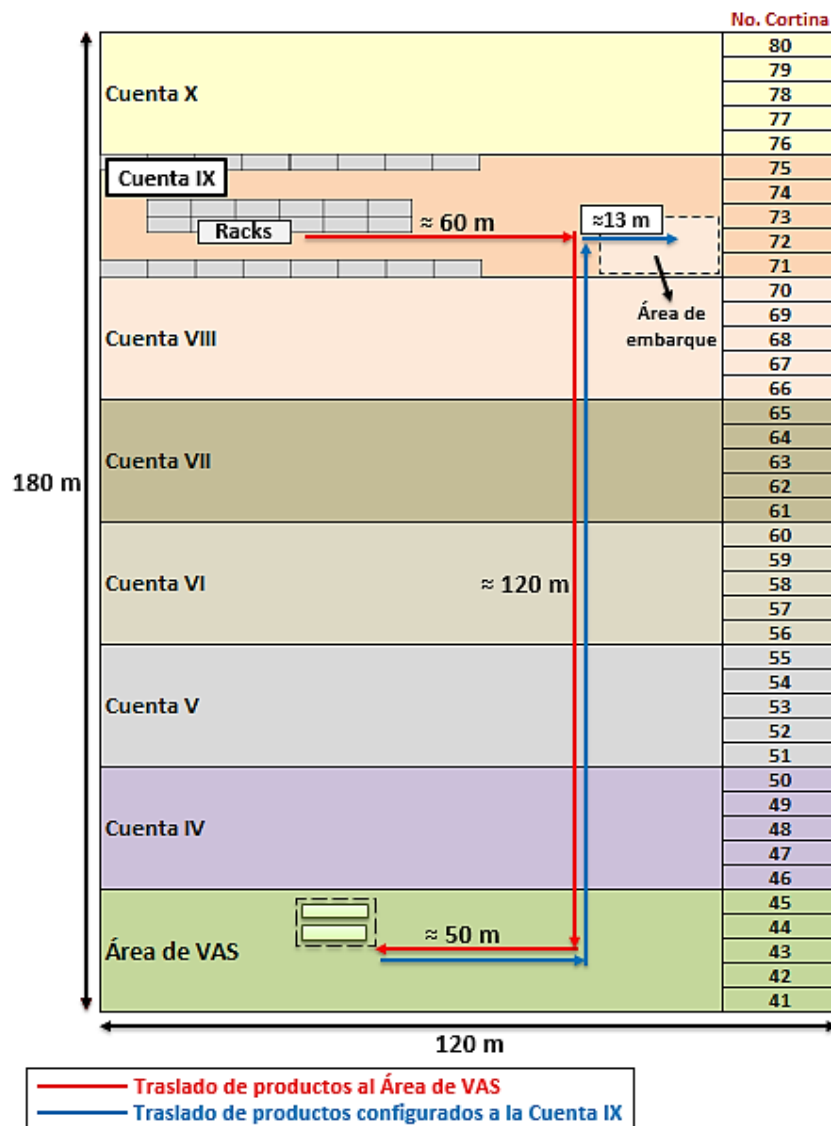 No. Cortina
80
Cuenta X
79
78
77
76
Cuenta IX
75
74
73
72
71
Racks
≈ 60 m
≈13 m
Área de
embarque
Cuenta VIII
70
69
68
67
66
Cuenta VII
65
64
63
62
61
180 m
Cuenta VI
60
59
58
57
56
≈ 120 m
Cuenta V
55
54
53
52
51
Cuenta IV
50
49
48
47
46
Área de VAS
≈ 50 m
45
44
43
42
41
120 m
Traslado de productos al Área de VAS
Traslado de productos configurados a la Cuenta IX